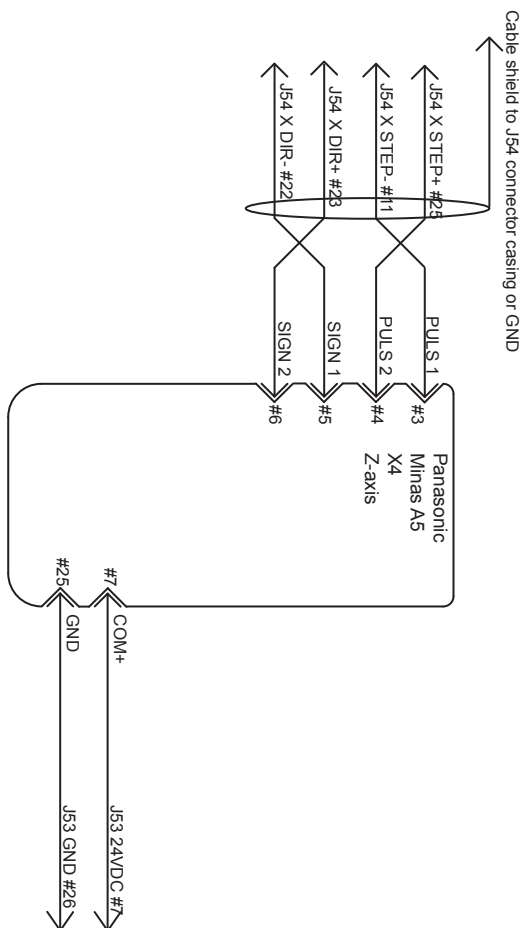 Cable shield to J54 connector casing or GND
J54 X STEP+ #25
J54 X STEP- #11
J54 X DIR+ #23
J54 X DIR- #22
PULS 1
PULS 2
SIGN 1
SIGN 2
#3
#4
#5
#6
Panasonic
Minas A5
X4
Z-axis
#7
#25
COM+
GND
J53 24VDC #7
J53 GND #26